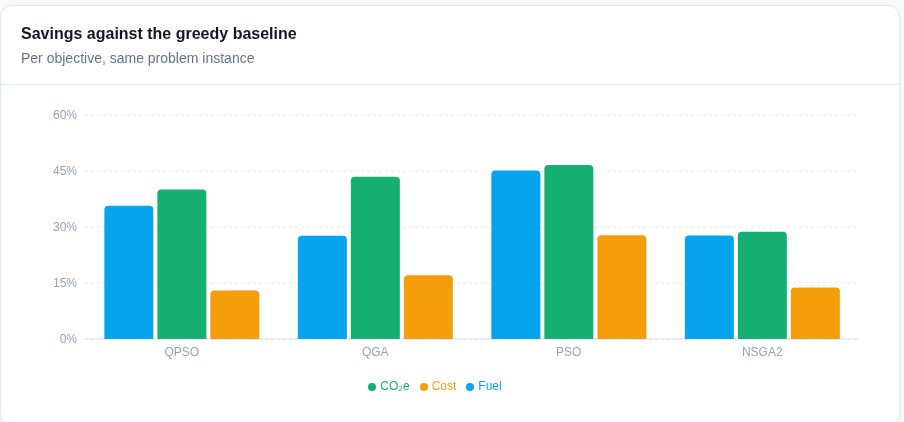 Savings against the greedy baseline
Per objective, same problem instance
60%
45%
30%
15%
0%
QPSO QGA PSO NSGA2
CO₂e Cost Fuel